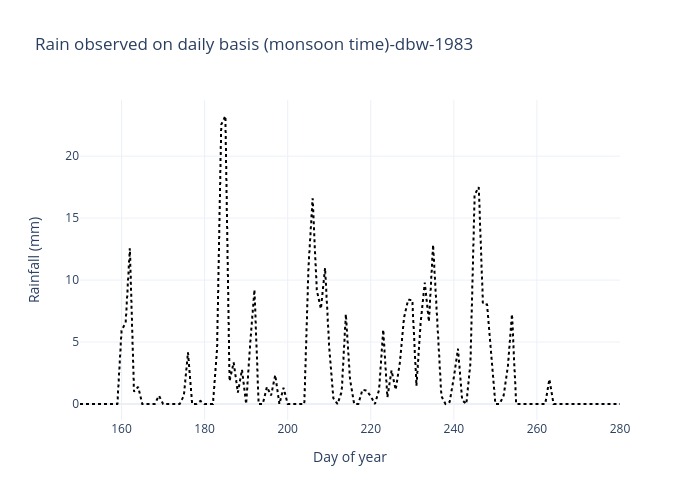 Rain observed on daily basis (monsoon time)-dbw-1983
20
15
10
5
0
Rainfall (mm)
160 180 200 220 240 260 280
Day of year